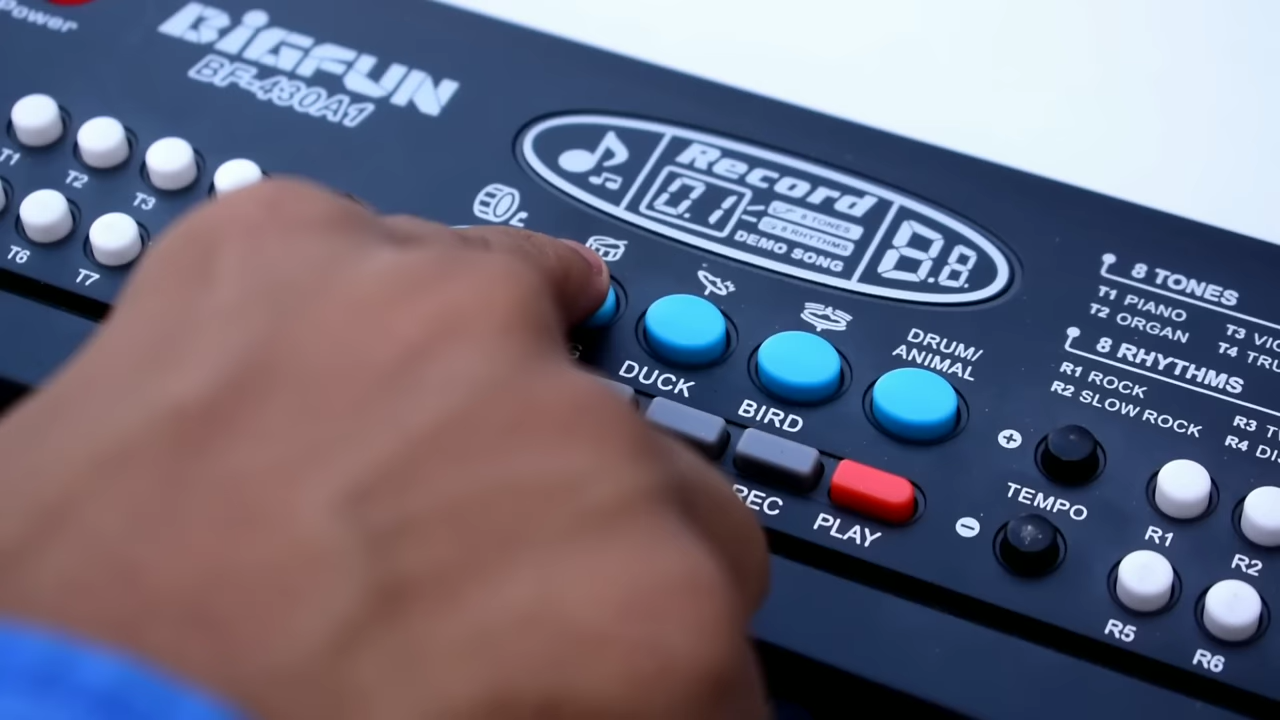 Power
BiGFUN
BF-430A1
T1
T2
T3
T6
T7
Record
0.1
8 TONES
8 RHYTHMS
DEMO SONG
8.8.
DUCK
BIRD
DRUM/
ANIMAL
REC
PLAY
TEMPO
8 TONES
T1 PIANO
T2 ORGAN
8 RHYTHMS
R1 ROCK
R2 SLOW ROCK
R3
R4
R1
R2
R5
R6